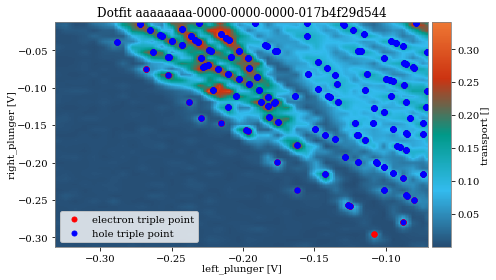 Dotfit aaaaaaaa-0000-0000-0000-017b4f29d544
right_plunger [V]
−0.05
−0.10
−0.15
−0.20
−0.25
−0.30
electron triple point
hole triple point
−0.30
−0.25
−0.20
−0.15
−0.10
left_plunger [V]
0.30
0.25
0.20
0.15
0.10
0.05
transport []